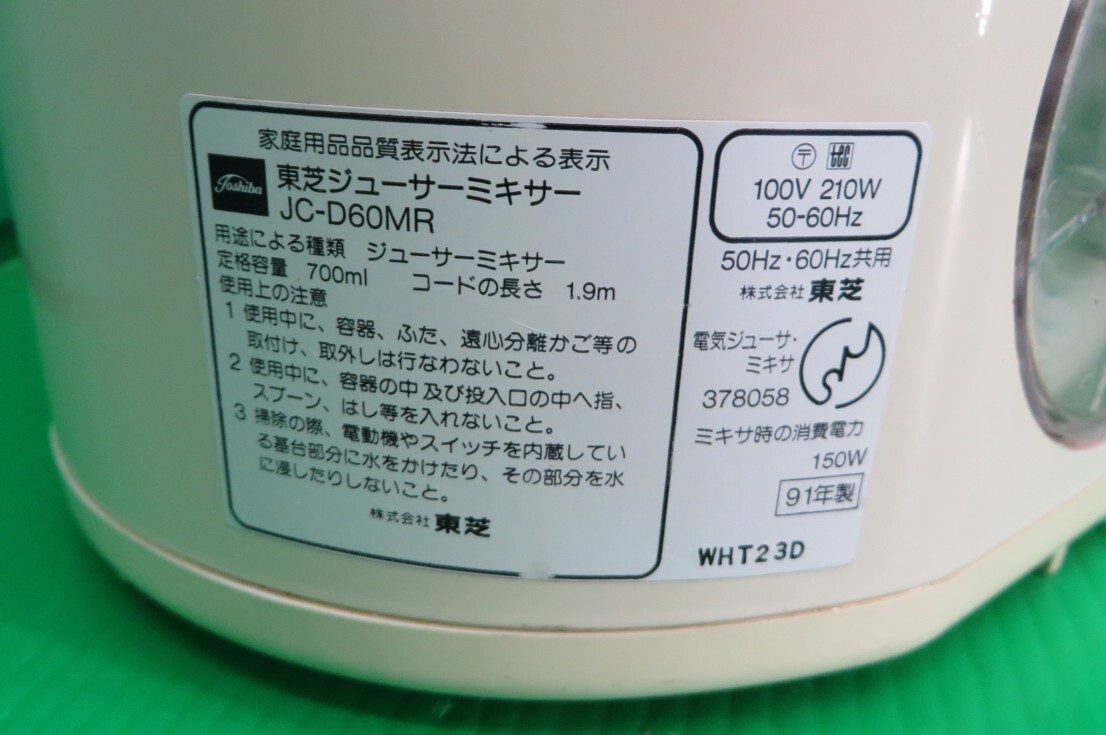 家庭用品品質表示法による表示
Toshiba
東芝ジューサーミキサー
JC-D60MR
用途による種類 ジューサーミキサー
定格容量 700ml コードの長さ 1.9m
使用上の注意
1 使用中に、容器、ふた、遠心分離かご等の
取付け、取外しは行なわないこと。
2 使用中に、容器の中及び投入口の中へ指、
スプーン、はし等を入れないこと。
3 掃除の際、電動機やスイッチを内蔵してい
る基台部分に水をかけたり、その部分を水
に浸したりしないこと。
株式会社 東芝
〒 tec
100V 210W
50-60Hz
50Hz・60Hz共用
株式会社 東芝
電気ジューサ・
ミキサ
378058
ミキサ時の消費電力
150W
91年製
WHT23D